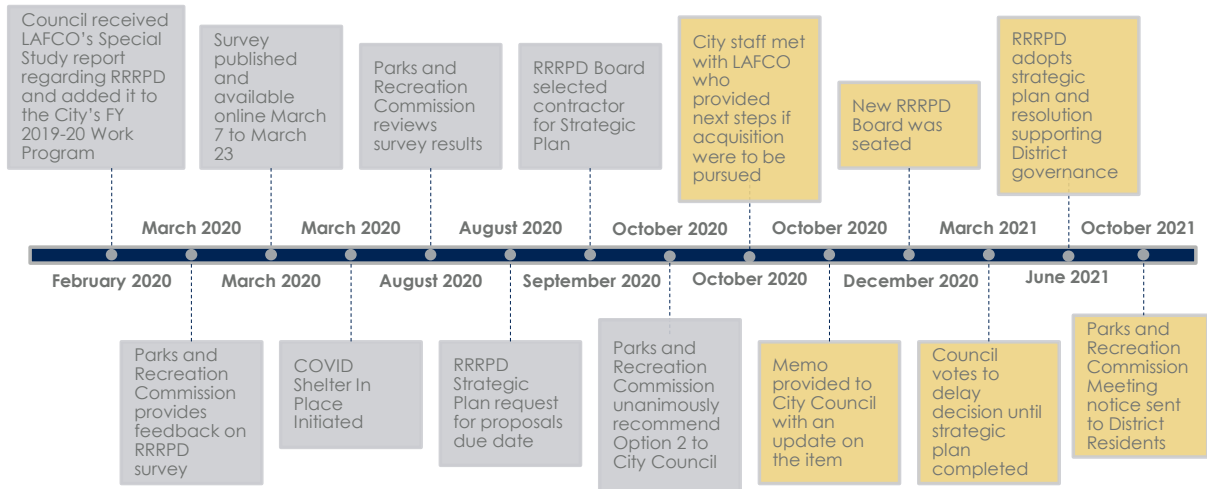 Council received
LAFCO's Special
Study report
regarding RRRPD
and added it to
the City's FY
2019-20 Work
Program
Survey
published and
available
online March
7 to March
23
Parks and
Recreation
Commission
reviews
survey results
RRRPD Board
selected
contractor
for Strategic
Plan
City staff met
with LAFCO
who
provided
next steps if
acquisition
were to be
pursued
New RRRPD
Board was
seated
RRRPD
adopts
strategic
plan and
resolution
supporting
District
governance
March 2020
March 2020
August 2020
October 2020
October 2020
March 2021
October 2021
February 2020
March 2020
August 2020
September 2020
October 2020
December 2020
June 2021
Parks and
Recreation
Commission
provides
feedback on
RRRPD
survey
COVID
Shelter In
Place
Initiated
RRRPD
Strategic
Plan request
for proposals
due date
Parks and
Recreation
Commission
unanimously
recommend
Option 2 to
City Council
Memo
provided to
City Council
with an
update on
the item
Council
votes to
delay
decision until
strategic
plan
completed
Parks and
Recreation
Commission
Meeting
notice sent
to District
Residents